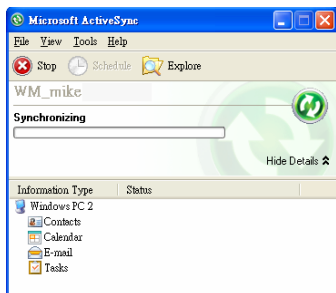 Microsoft ActiveSync
File View Tools Help
Stop Schedule Explore
WM_mike
Synchronizing
Hide Details
Information Type Status
Windows PC 2
Contacts
Calendar
E-mail
Tasks